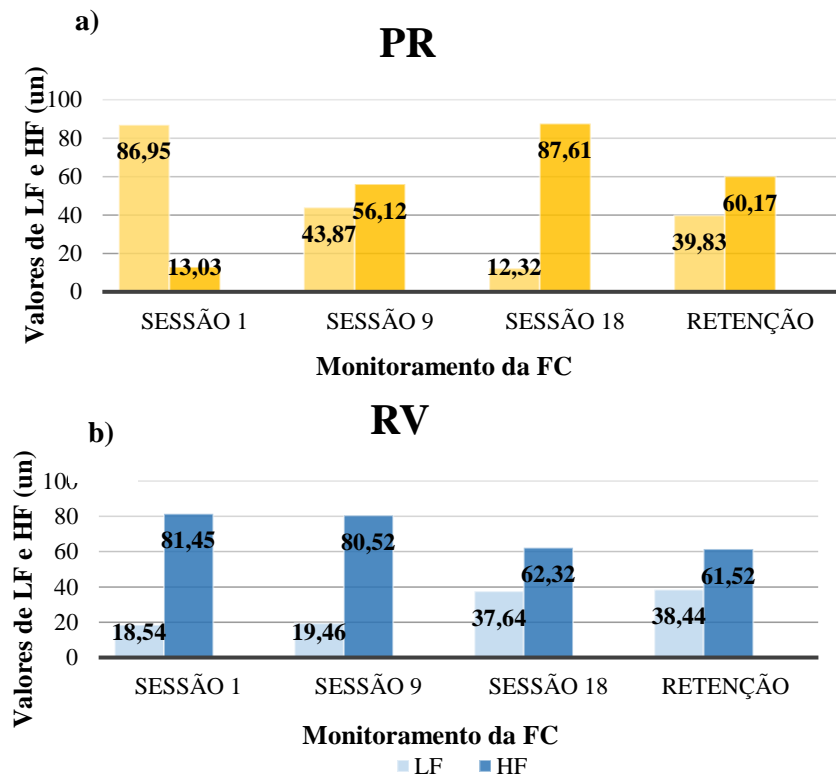 a)
PR
Valores de LF e HF (un)
100
80
60
40
20
0
86,95
13,03
43,87
56,12
12,32
87,61
39,83
60,17
SESSÃO 1
SESSÃO 9
SESSÃO 18
RETENÇÃO
Monitoramento da FC
b)
RV
Valores de LF e HF (un)
80
60
40
20
0
18,54
81,45
19,46
80,52
37,64
62,32
38,44
61,52
SESSÃO 1
SESSÃO 9
SESSÃO 18
RETENÇÃO
Monitoramento da FC
LF
HF